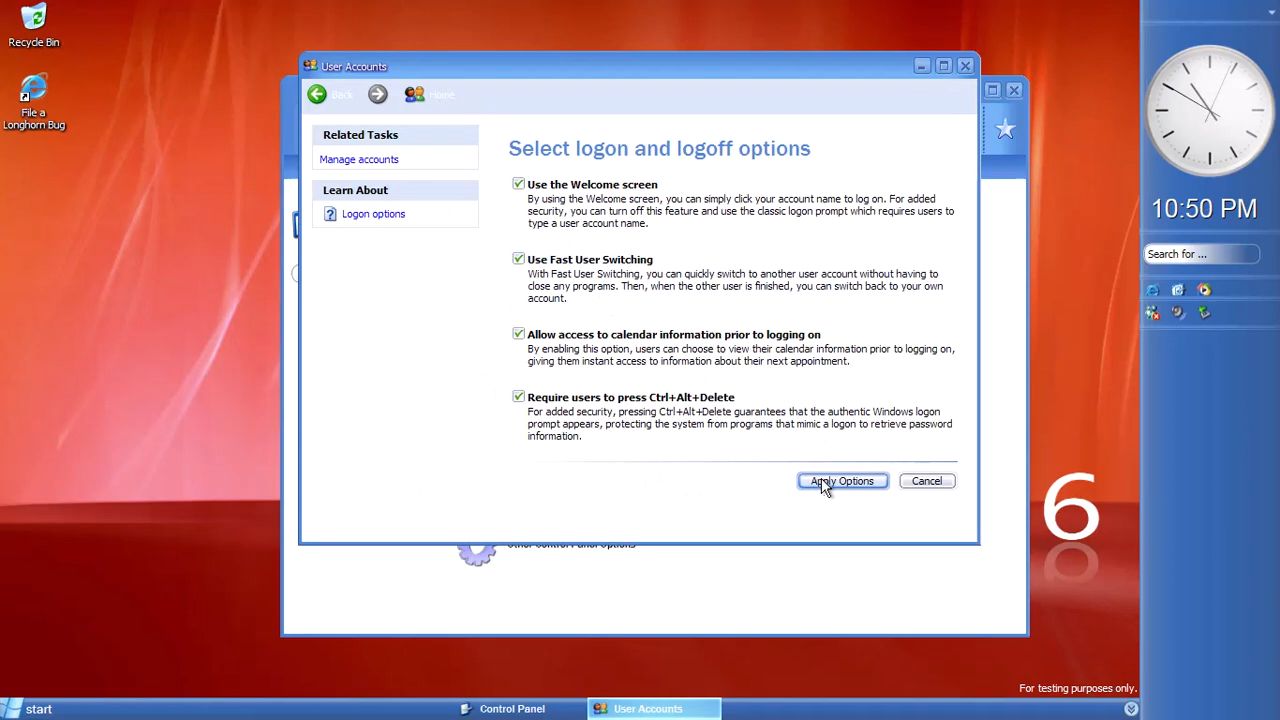 Recycle Bin
File a
Longhorn Bug
User Accounts
Back
Home
Related Tasks
Manage accounts
Learn About
Logon options
Select logon and logoff options
Use the Welcome screen
By using the Welcome screen, you can simply click your account name to log on. For added
security, you can turn off this feature and use the classic logon prompt which requires users to
type a user account name.
Use Fast User Switching
With Fast User Switching, you can quickly switch to another user account without having to
close any programs. Then, when the other user is finished, you can switch back to your own
account.
Allow access to calendar information prior to logging on
By enabling this option, users can choose to view their calendar information prior to logging on,
giving them instant access to information about their next appointment.
Require users to press Ctrl+Alt+Delete
For added security, pressing Ctrl+Alt+Delete guarantees that the authentic Windows logon
prompt appears, protecting the system from programs that mimic a logon to retrieve password
information.
Apply Options
Cancel
Other Control Panel Options
10:50 PM
Search for ...
6
For testing purposes only.
start
Control Panel
User Accounts